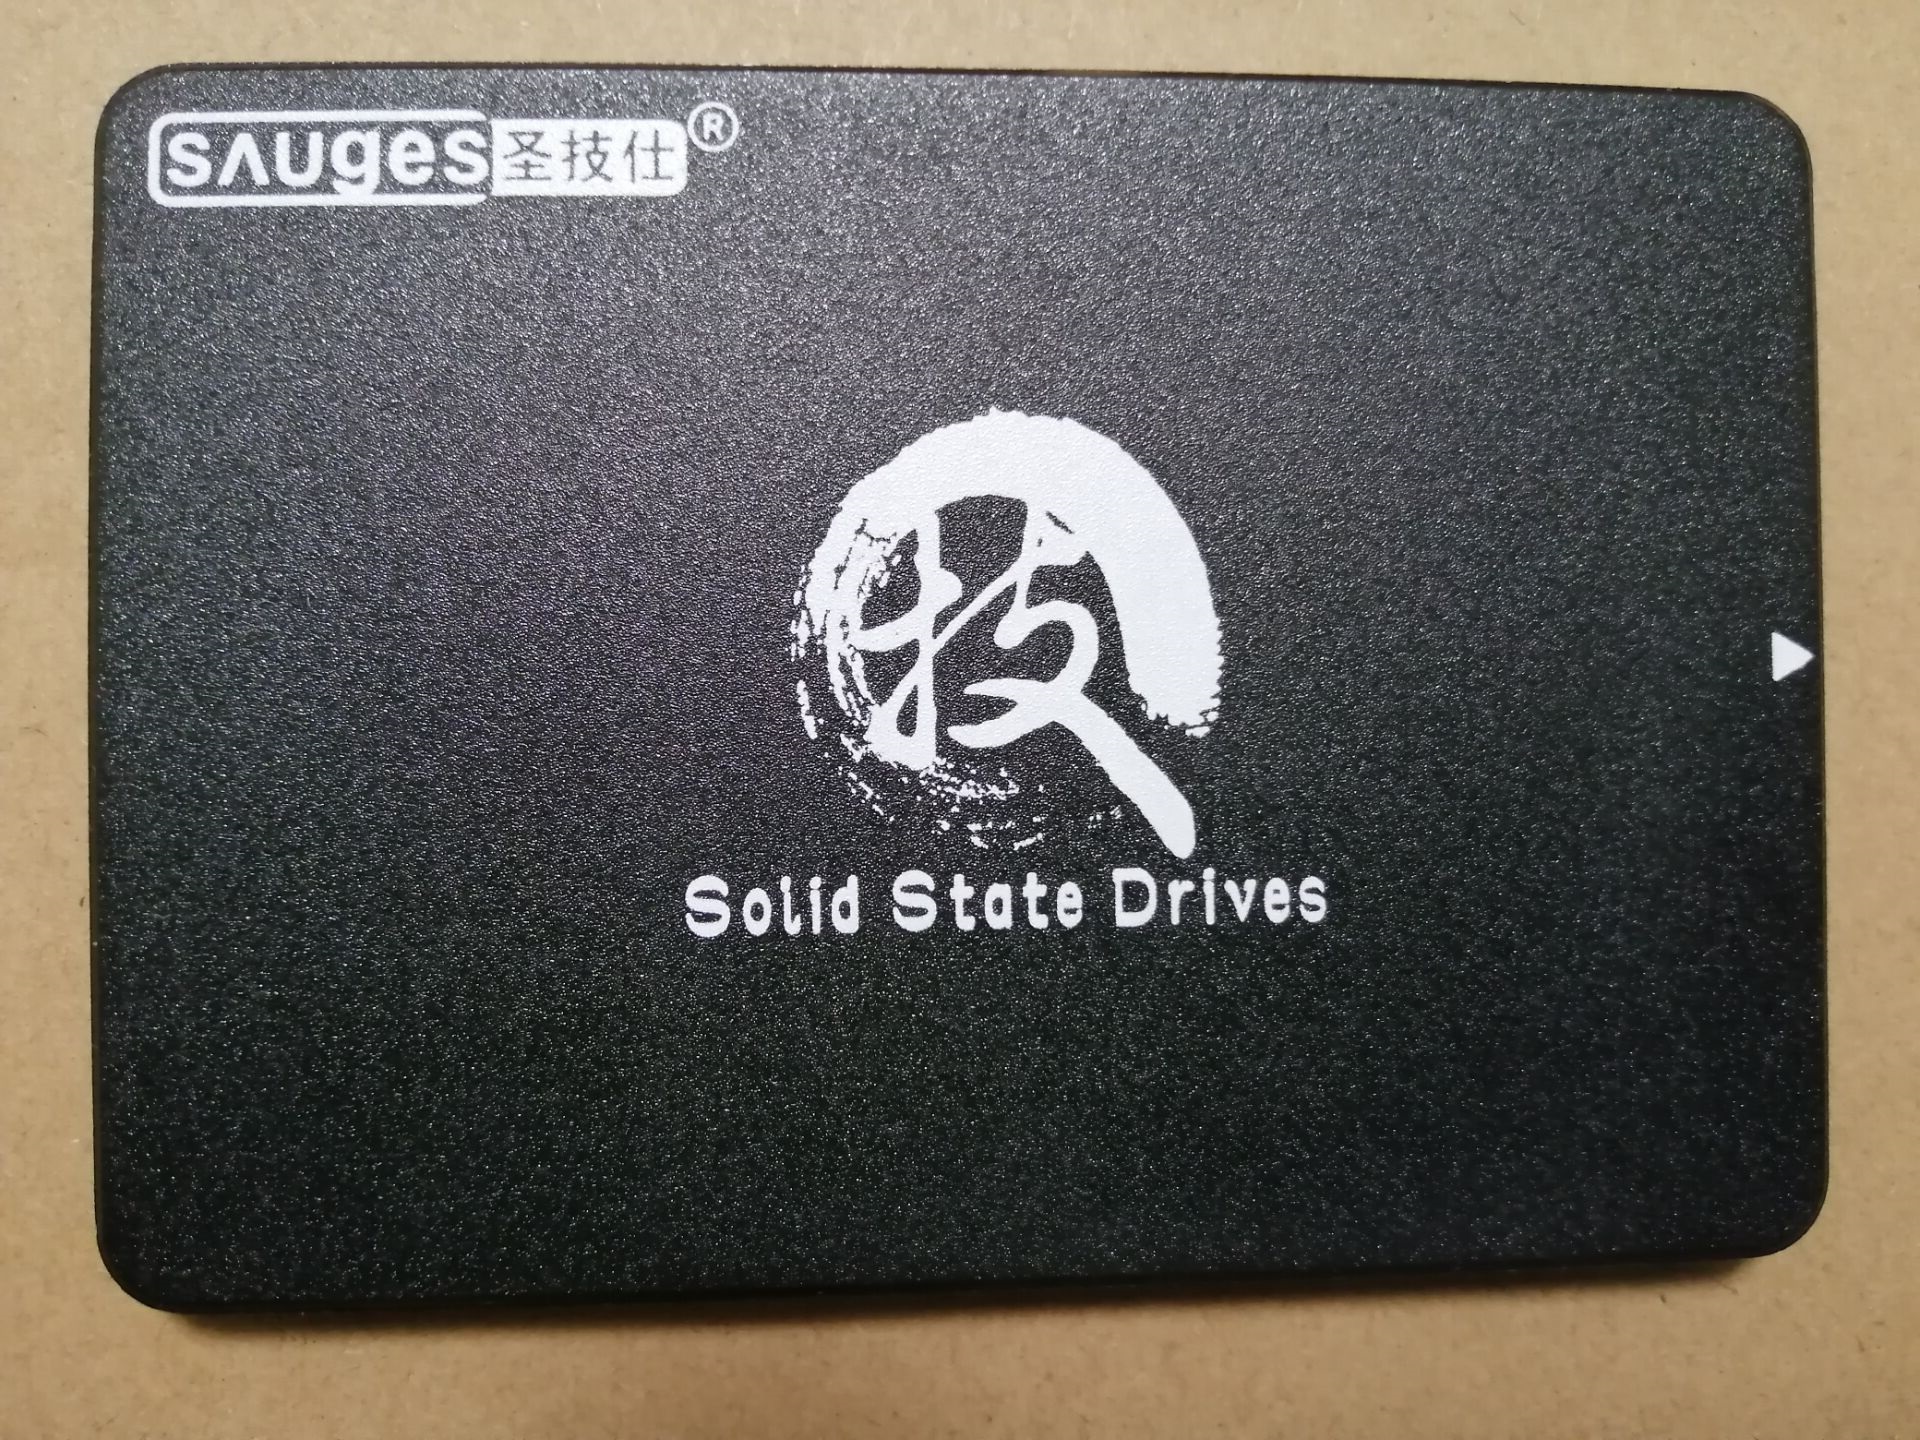 sauges圣技仕®
技
Solid State Drives